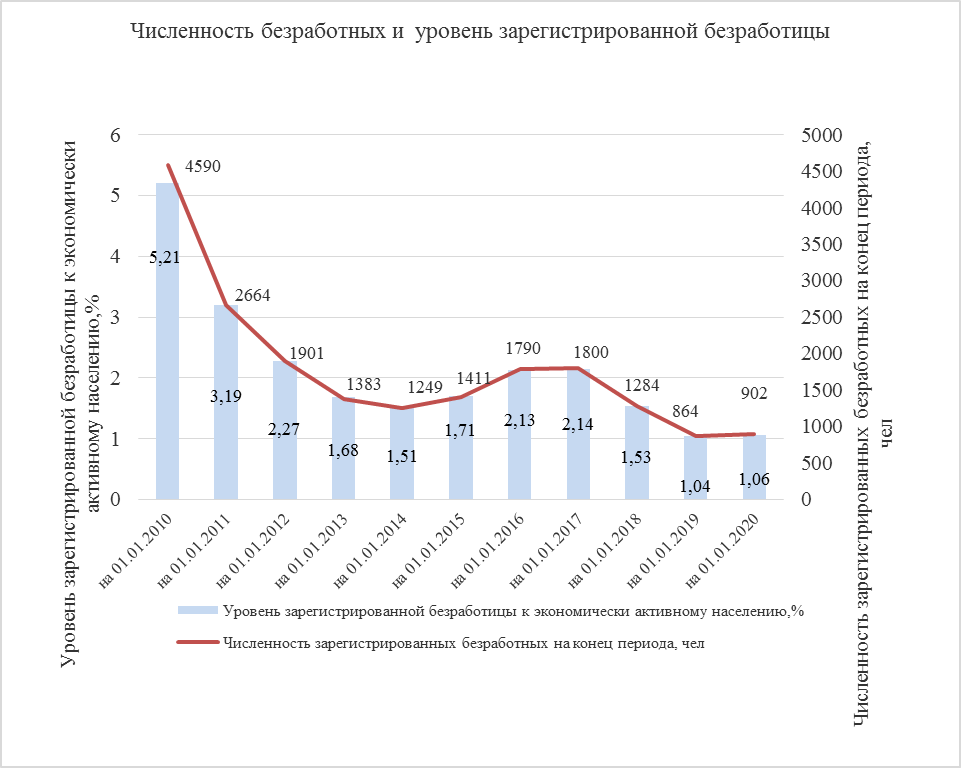 Численность безработных и уровень зарегистрированной безработицы
Уровень зарегистрированной безработицы к экономически
активному населению,%
6
5
4
3
2
1
0
5000
4500
4000
3500
3000
2500
2000
1500
1000
500
0
Численность зарегистрированных безработных на конец периода,
чел
4590
2664
1901
1383
1249
1411
1790
1800
1284
864
902
5,21
3,19
2,27
1,68
1,51
1,71
2,13
2,14
1,53
1,04
1,06
на 01.01.2010
на 01.01.2011
на 01.01.2012
на 01.01.2013
на 01.01.2014
на 01.01.2015
на 01.01.2016
на 01.01.2017
на 01.01.2018
на 01.01.2019
на 01.01.2020
Уровень зарегистрированной безработицы к экономически активному населению,%
Численность зарегистрированных безработных на конец периода, чел